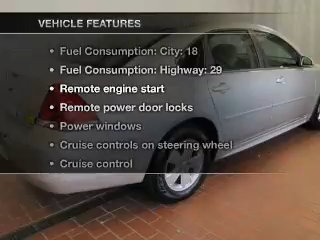 VEHICLE FEATURES
• Fuel Consumption: City: 18
• Fuel Consumption: Highway: 29
• Remote engine start
• Remote power door locks
• Power windows
• Cruise controls on steering wheel
• Cruise control